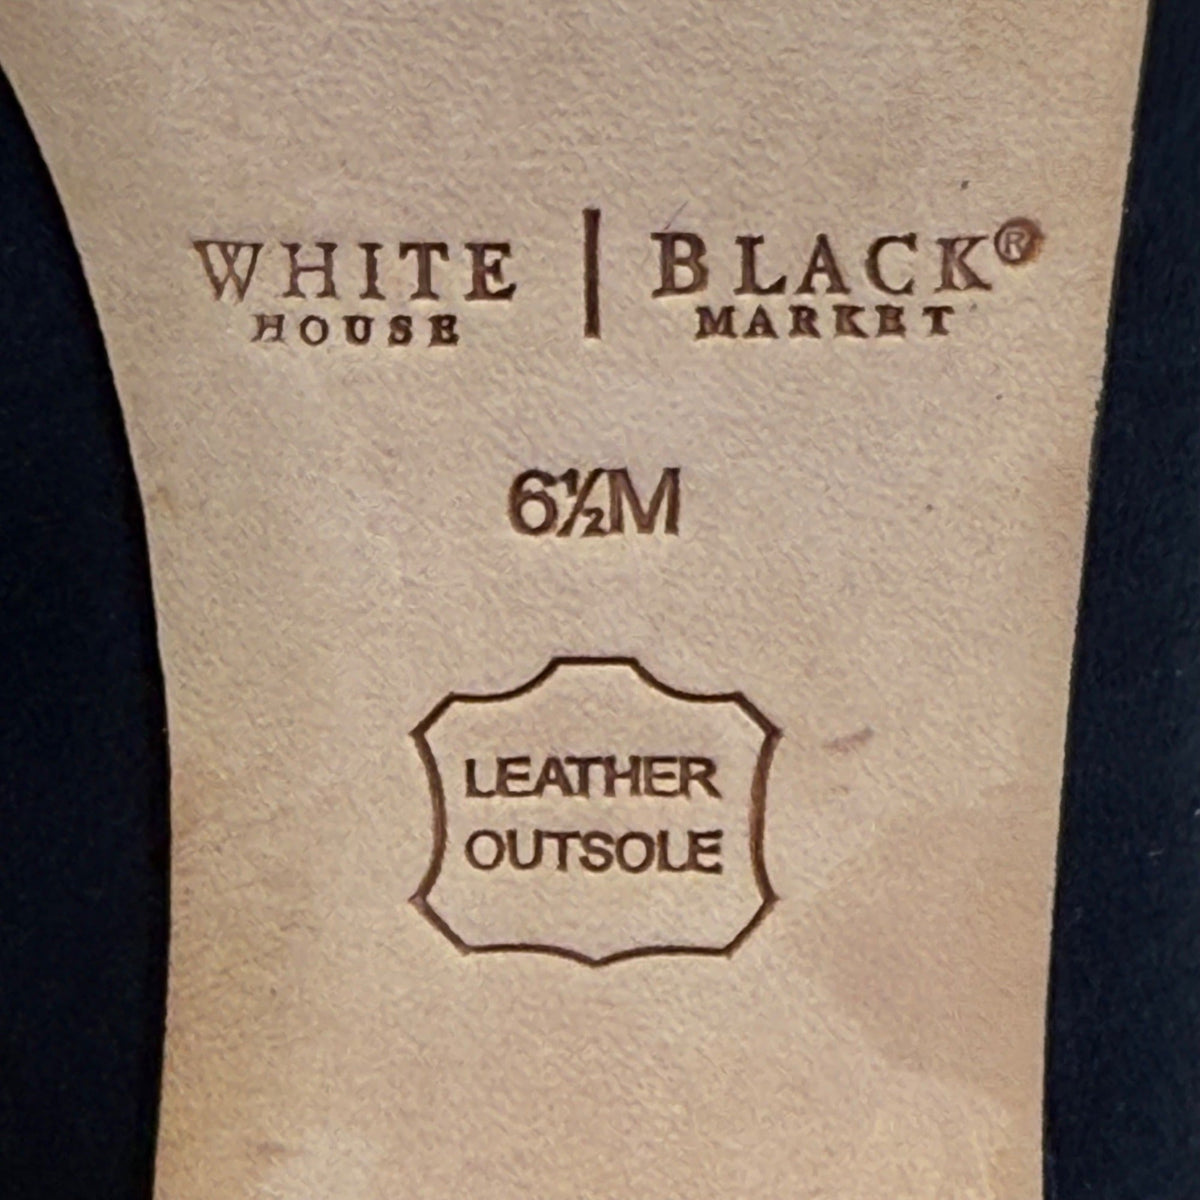 WHITE | BLACK®
HOUSE MARKET
6½M
LEATHER
OUTSOLE